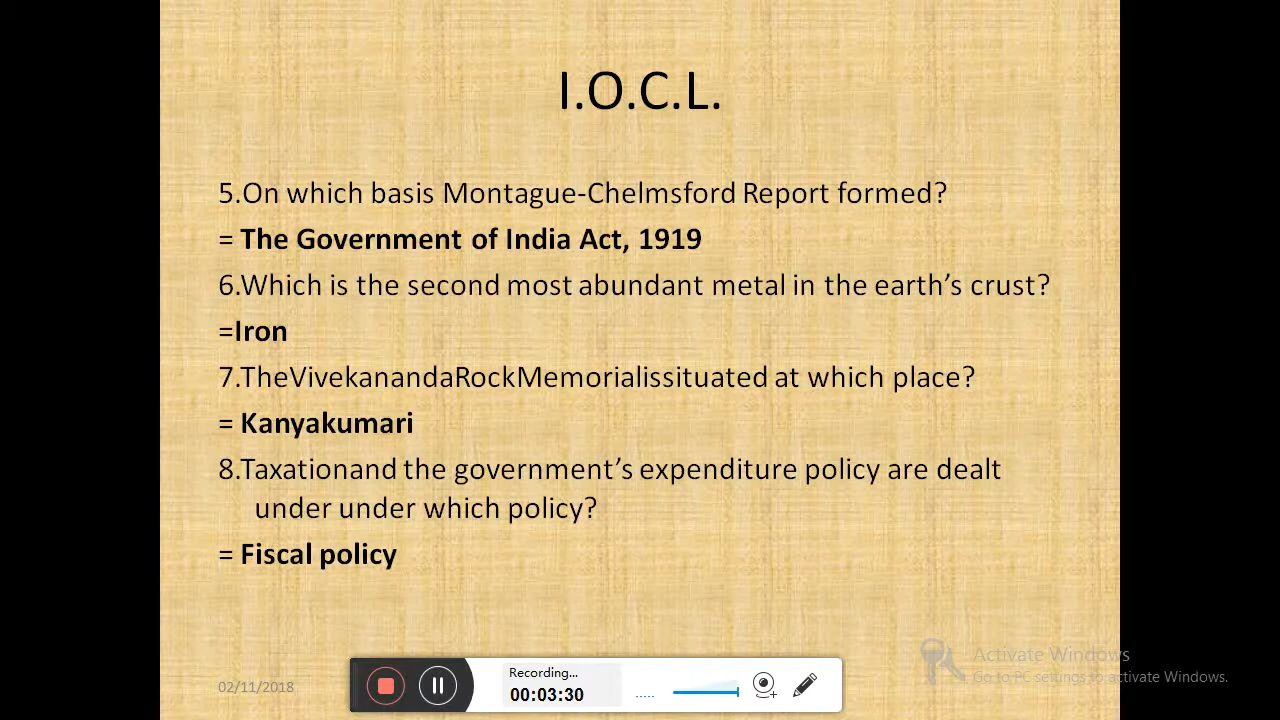 I.O.C.L.
5.On which basis Montague-Chelmsford Report formed?
= The Government of India Act, 1919
6.Which is the second most abundant metal in the earth’s crust?
=Iron
7.TheVivekanandaRockMemorialissituated at which place?
= Kanyakumari
8.Taxationand the government’s expenditure policy are dealt
under under which policy?
= Fiscal policy
Activate Windows
Go to PC settings to activate Windows.
02/11/2018
Recording...
00:03:30